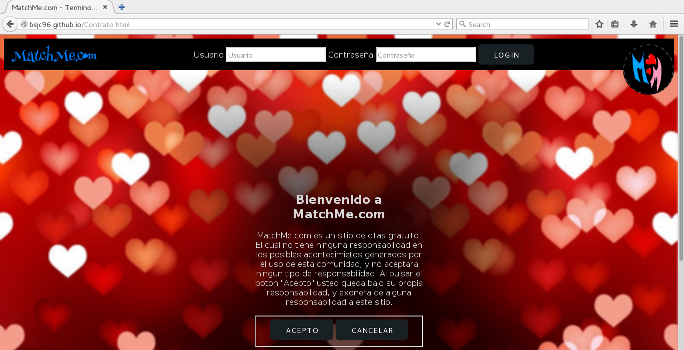 MatchMe.com - Termino...
bsjc96.github.io/Contrato.html
Search
MatchMe.com
Usuario Usuario Contraseña Contraseña LOG IN
Bienvenido a
MatchMe.com
MatchMe.com es un sitio de citas gratuito.
El cual no tiene ninguna responsabilidad en
los posibles acontecimietos generados por
el uso de esta comunidad, y no aceptara
ningun tipo de responsabilidad. Al pulsar el
boton "Acepto" usted queda bajo su propia
responsabilidad, y exonera de alguna
responsabilidad a este sitio.
ACEPTO CANCELAR